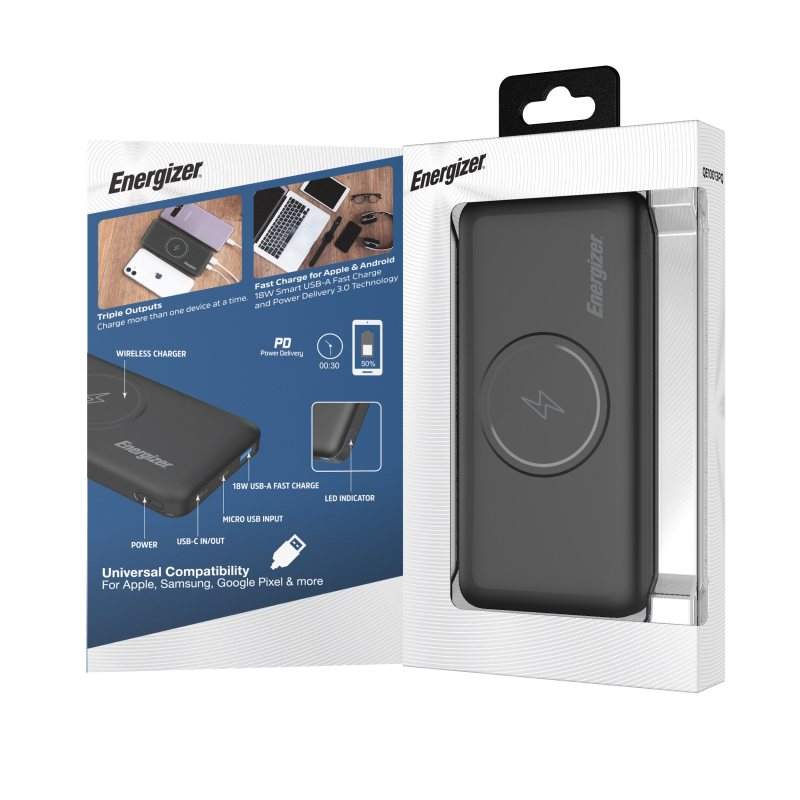 Energizer
Triple Outputs
Charge more than one device at a time.
Fast Charge for Apple & Android
18W Smart USB-A Fast Charge
and Power Delivery 3.0 Technology
PD
Power Delivery
00:30
50%
WIRELESS CHARGER
Energizer
18W USB-A FAST CHARGE
LED INDICATOR
MICRO USB INPUT
USB-C IN/OUT
POWER
Universal Compatibility
For Apple, Samsung, Google Pixel & more
Energizer
QE10013PQ
Energizer